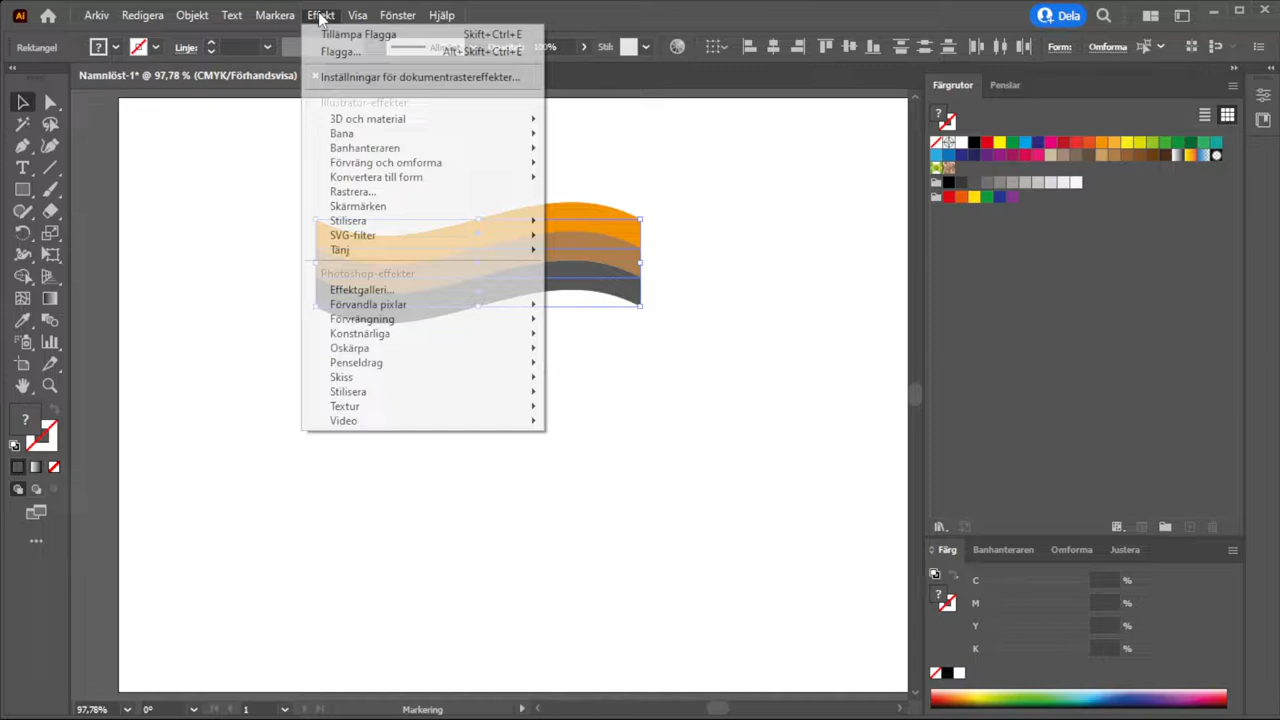 Ai Arkiv Redigera Objekt Text Markera Effekt Visa Fönster Hjälp Dela
Rektangel ? Linje: 100% Stil: Form: Omforma
Namnlöst-1* @ 97,78 % (CMYK/Förhandsvisa)
Tillämpa Flagga Skift+Ctrl+E
Flagga... Alt+Skift+Ctrl+E
Inställningar för dokumentrastereffekter...
Illustratur-effekter
3D och material
Bana
Banhanteraren
Förvräng och omforma
Konvertera till form
Rastrera...
Skärmärken
Stilisera
SVG-filter
Tänj
Photoshop-effekter
Effektgalleri...
Förvandla pixlar
Förvrängning
Konstnärliga
Oskärpa
Penseldrag
Skiss
Stilisera
Textur
Video
Färgrutor Penslar
?
?
Färg Banhanteraren Omforma Justera
C %
?
M %
Y %
K %
97,78% 0° 1 Markering